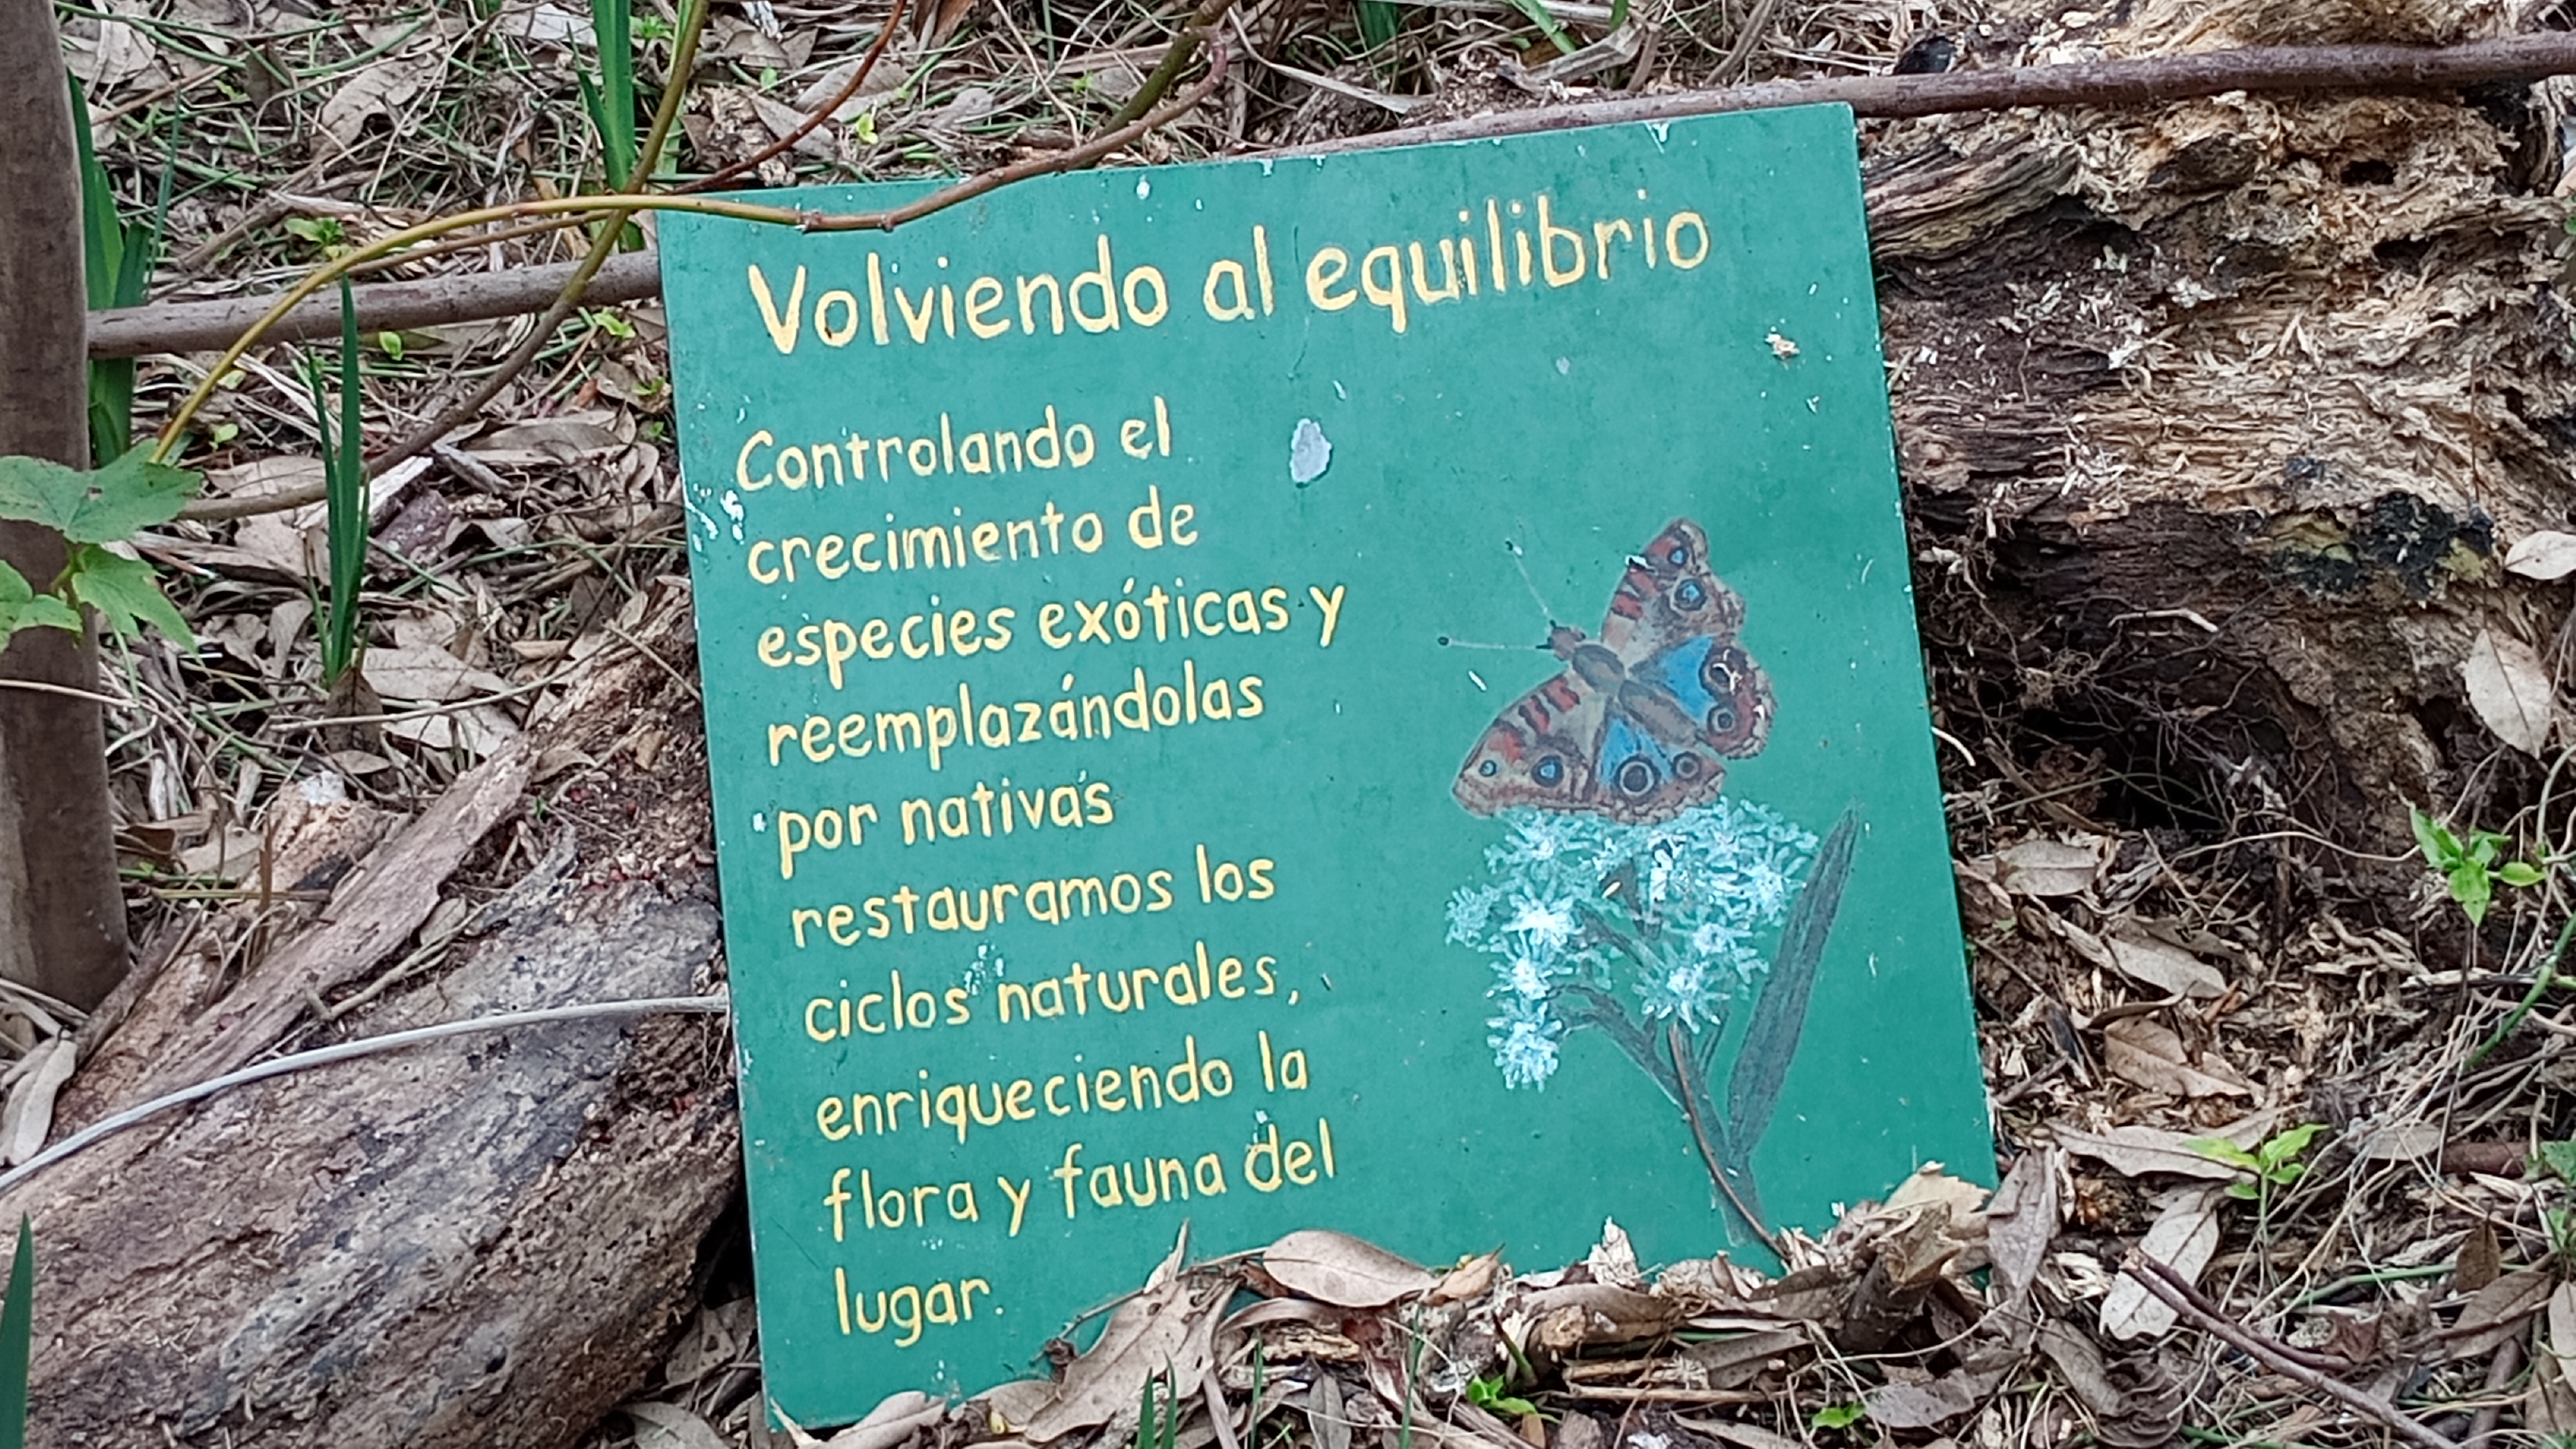 Volviendo al equilibrio
Controlando el
crecimiento de
especies exóticas y
reemplazándolas
por nativas
restauramos los
ciclos naturales,
enriqueciendo la
flora y fauna del
lugar.